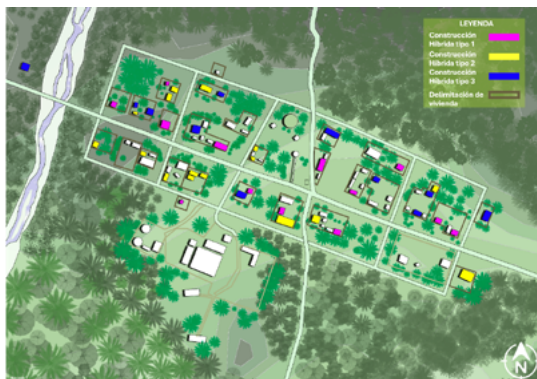 LEYENDA
Construcción
Híbrida tipo 1
Construcción
Híbrida tipo 2
Construcción
Híbrida tipo 3
Delimitación de
vivienda
N